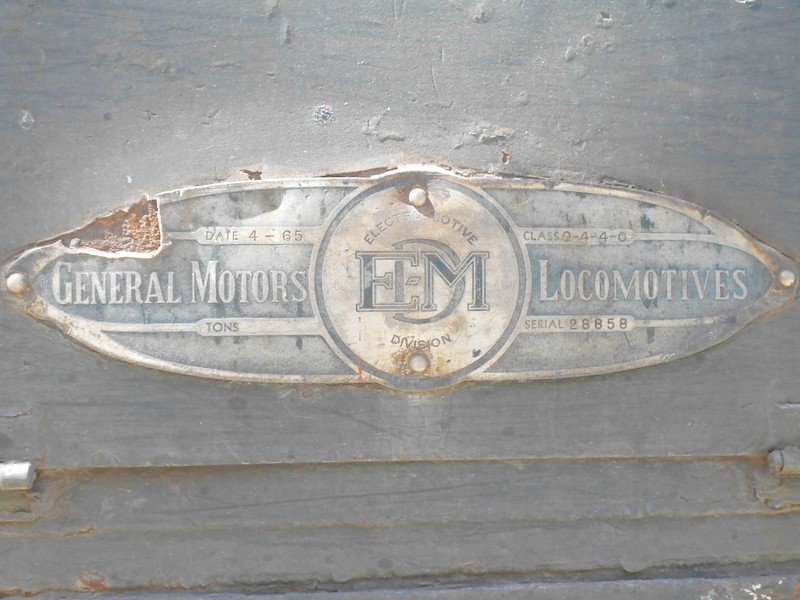 DATE 4 - 65
GENERAL MOTORS
TONS
ELECTRO-MOTIVE
EMD
DIVISION
CLASS 0-4-4-0
LOCOMOTIVES
SERIAL 28858